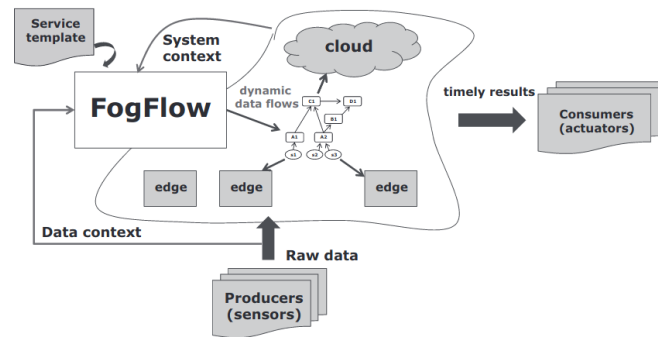 Service
template
System
context
cloud
FogFlow
dynamic
data flows
C1
D1
B1
A1
A2
s1
s2
s3
timely results
Consumers
(actuators)
edge
edge
edge
Data context
Raw data
Producers
(sensors)